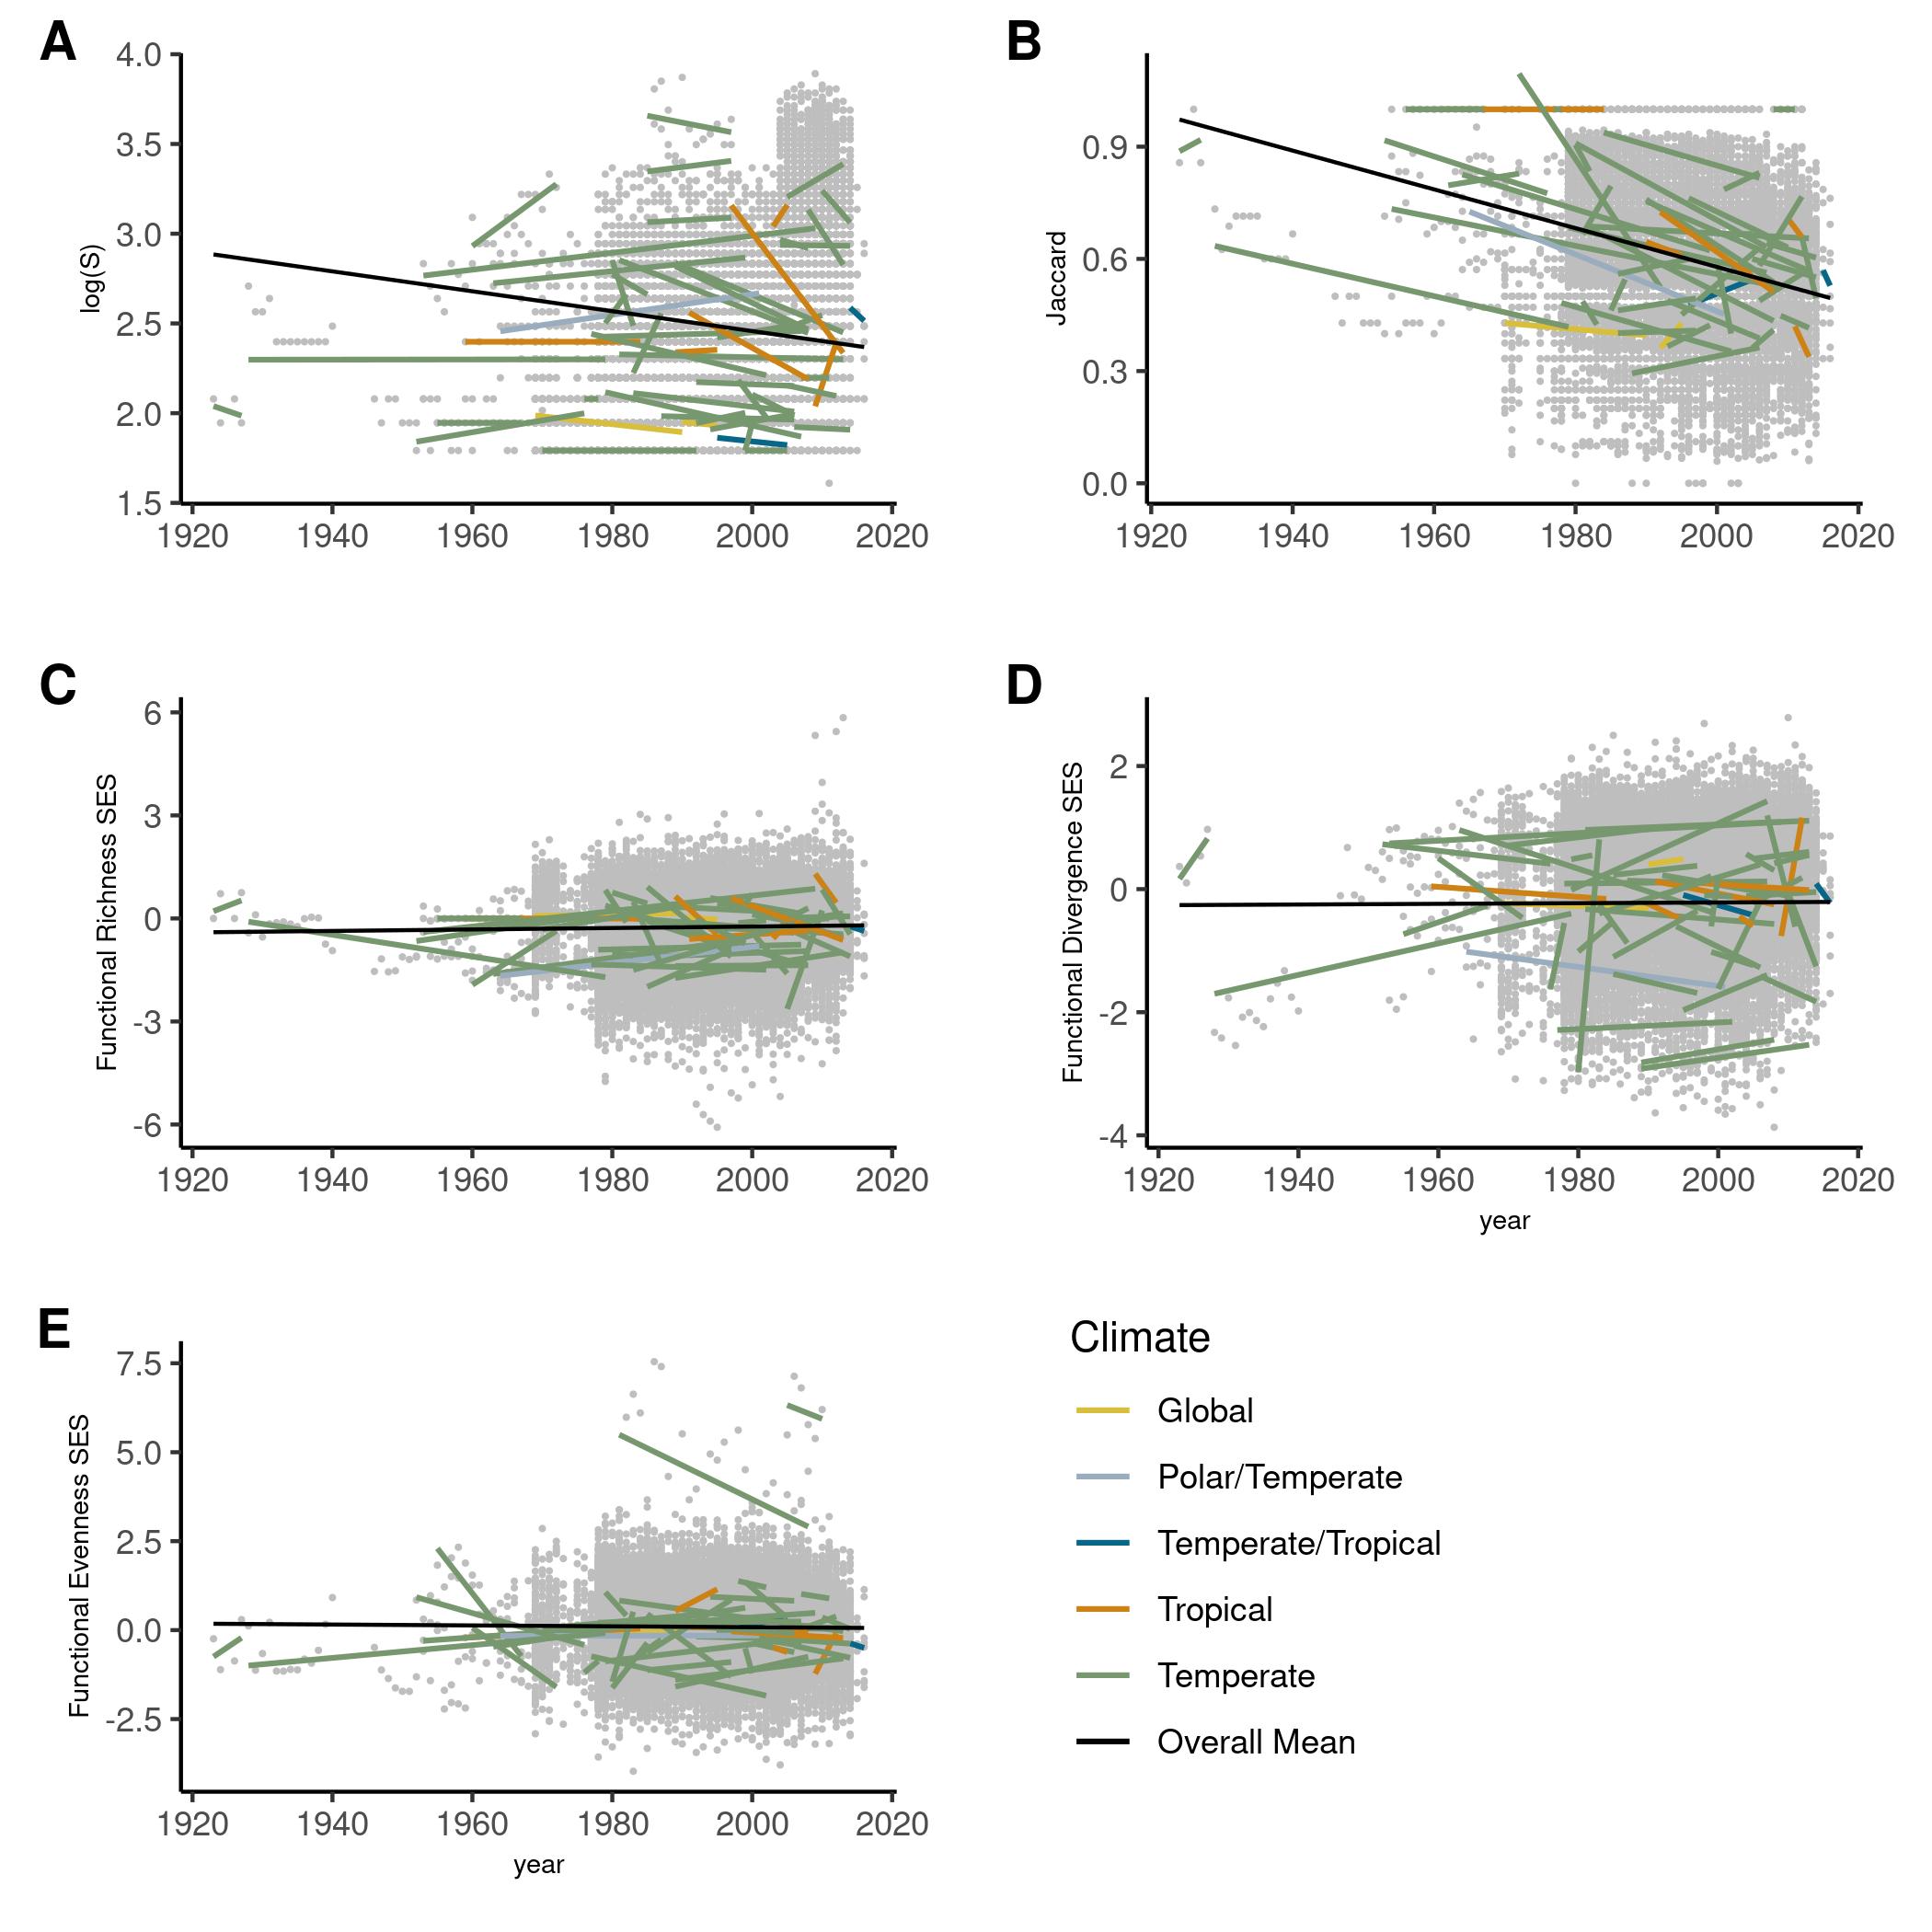 A
log(S)
4.0
3.5
3.0
2.5
2.0
1.5
1920 1940 1960 1980 2000 2020
B
Jaccard
0.9
0.6
0.3
0.0
1920 1940 1960 1980 2000 2020
C
Functional Richness SES
6
3
0
-3
-6
1920 1940 1960 1980 2000 2020
D
Functional Divergence SES
2
0
-2
-4
1920 1940 1960 1980 2000 2020
year
E
Functional Evenness SES
7.5
5.0
2.5
0.0
-2.5
1920 1940 1960 1980 2000 2020
year
Climate
Global
Polar/Temperate
Temperate/Tropical
Tropical
Temperate
Overall Mean